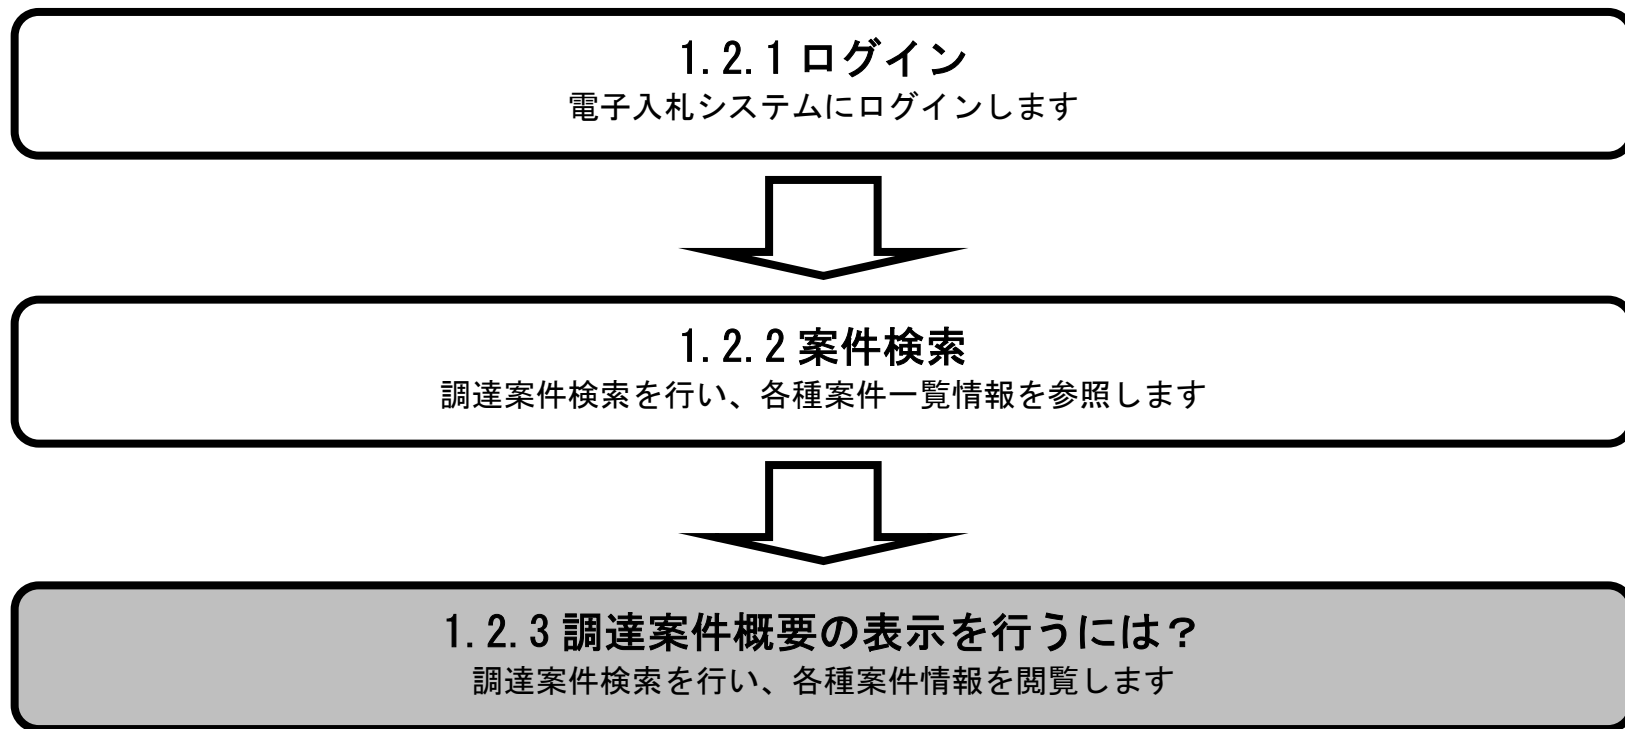 1.2.1 ログイン
電子入札システムにログインします
1.2.2 案件検索
調達案件検索を行い、各種案件一覧情報を参照します
1.2.3 調達案件概要の表示を行うには？
調達案件検索を行い、各種案件情報を閲覧します